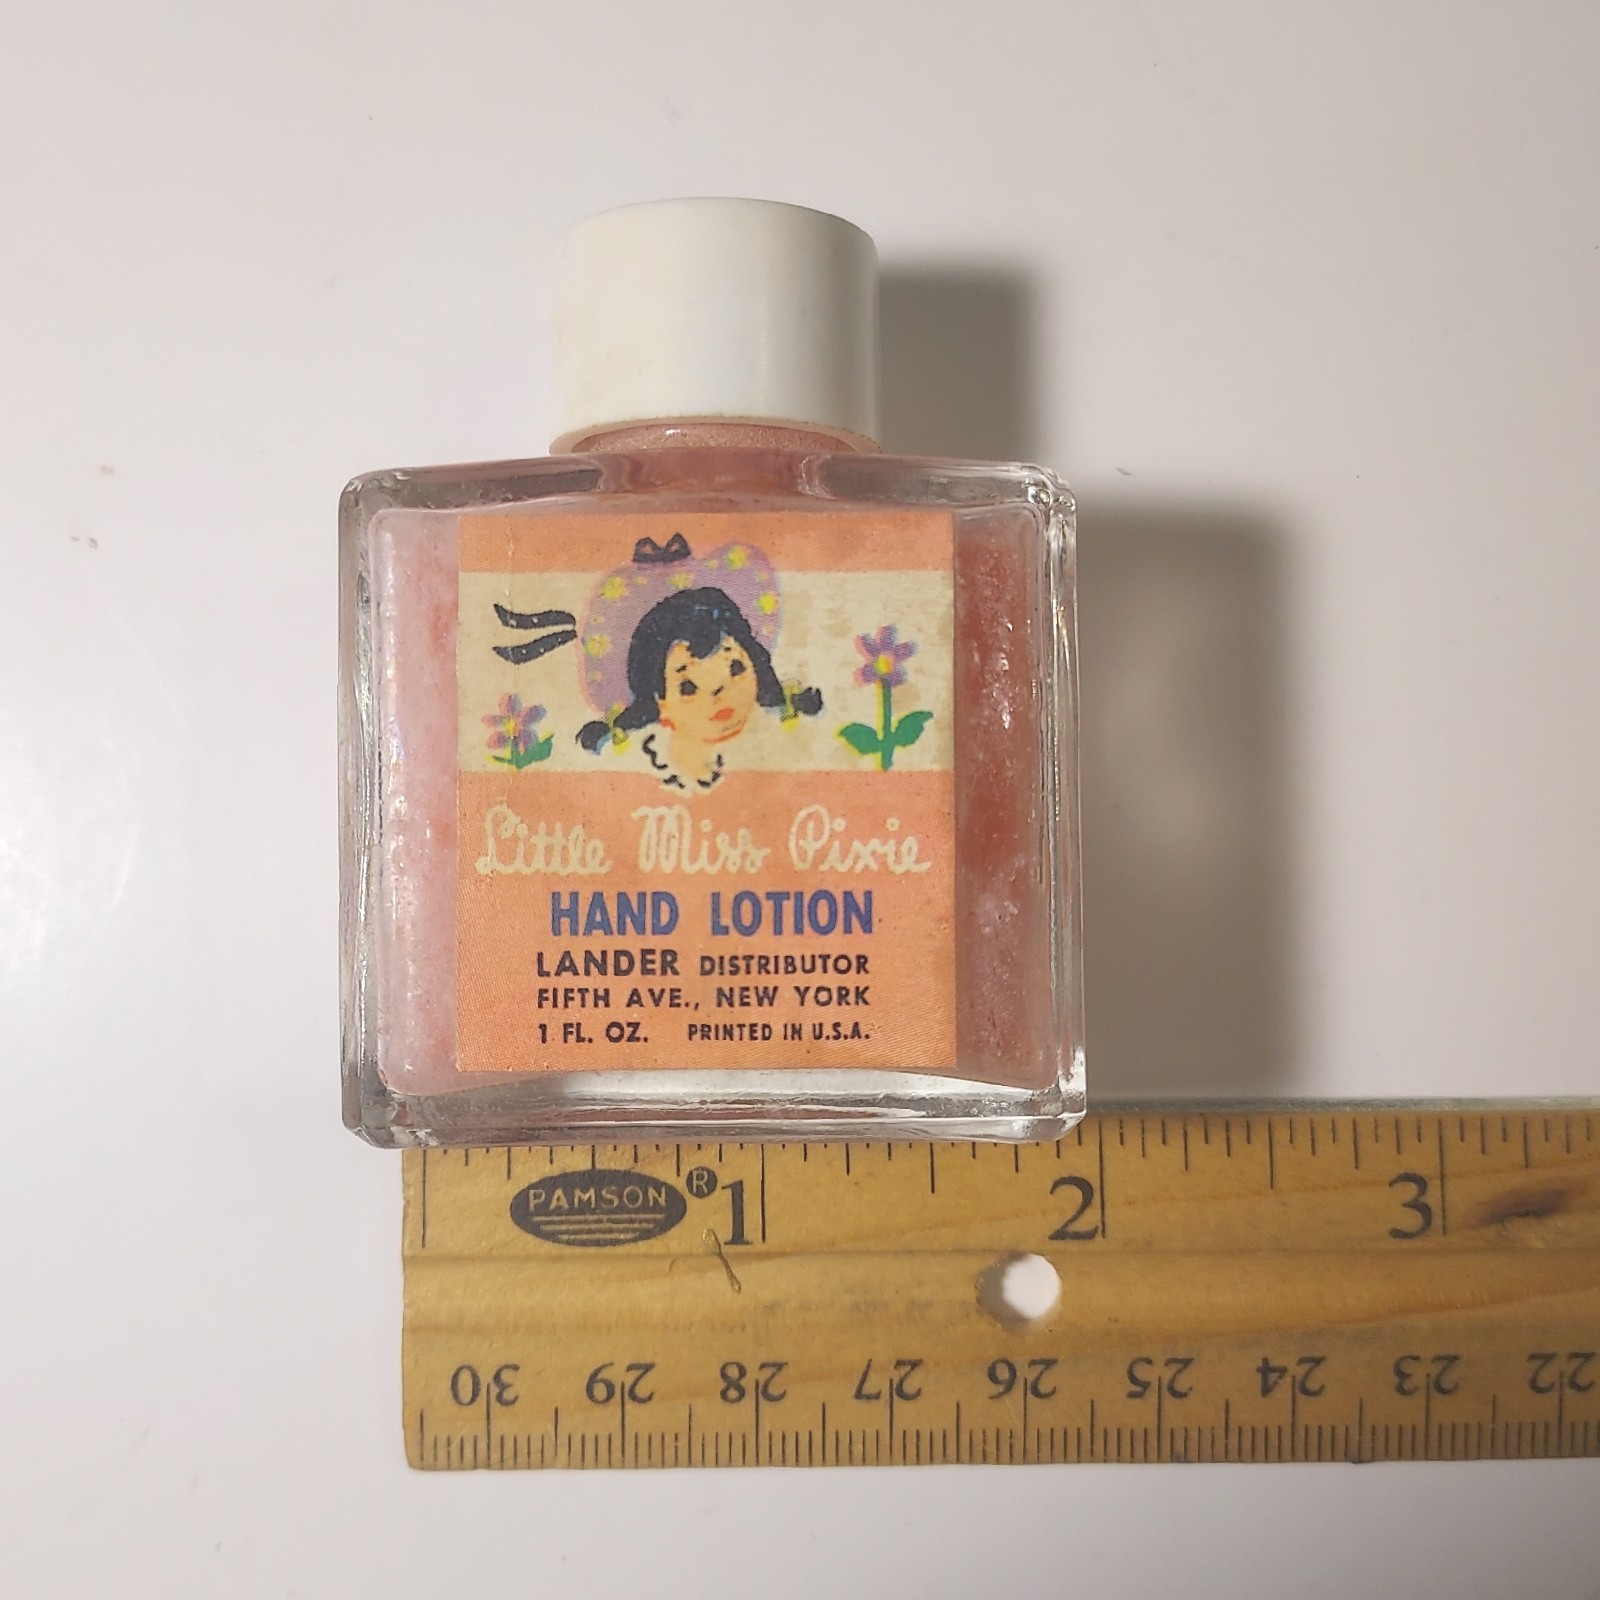 Little Miss Pixie
HAND LOTION
LANDER DISTRIBUTOR
FIFTH AVE., NEW YORK
1 FL. OZ. PRINTED IN U.S.A.
PAMSON ® 1 2 3
30 29 28 27 26 25 24 23 22